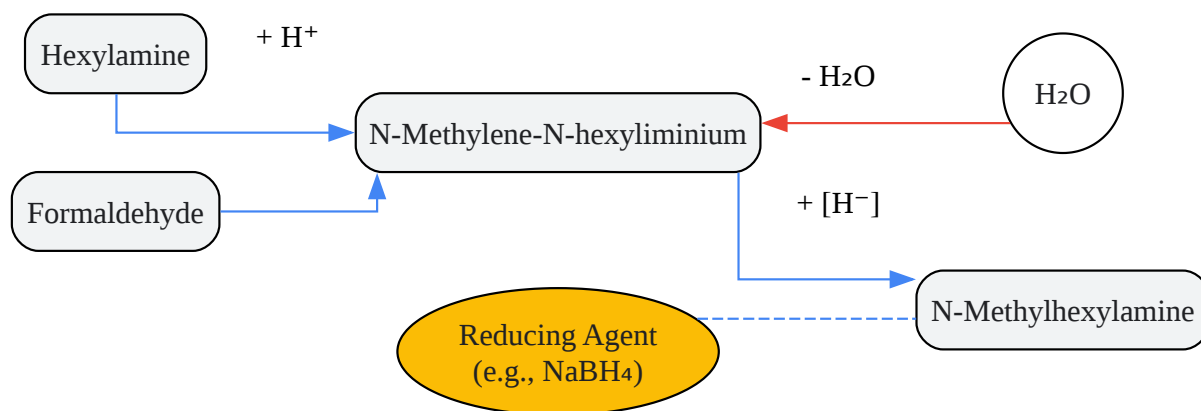 Hexylamine
+ H⁺
- H₂O
H₂O
N-Methylene-N-hexyliminium
Formaldehyde
+ [H⁻]
N-Methylhexylamine
Reducing Agent
(e.g., NaBH₄)